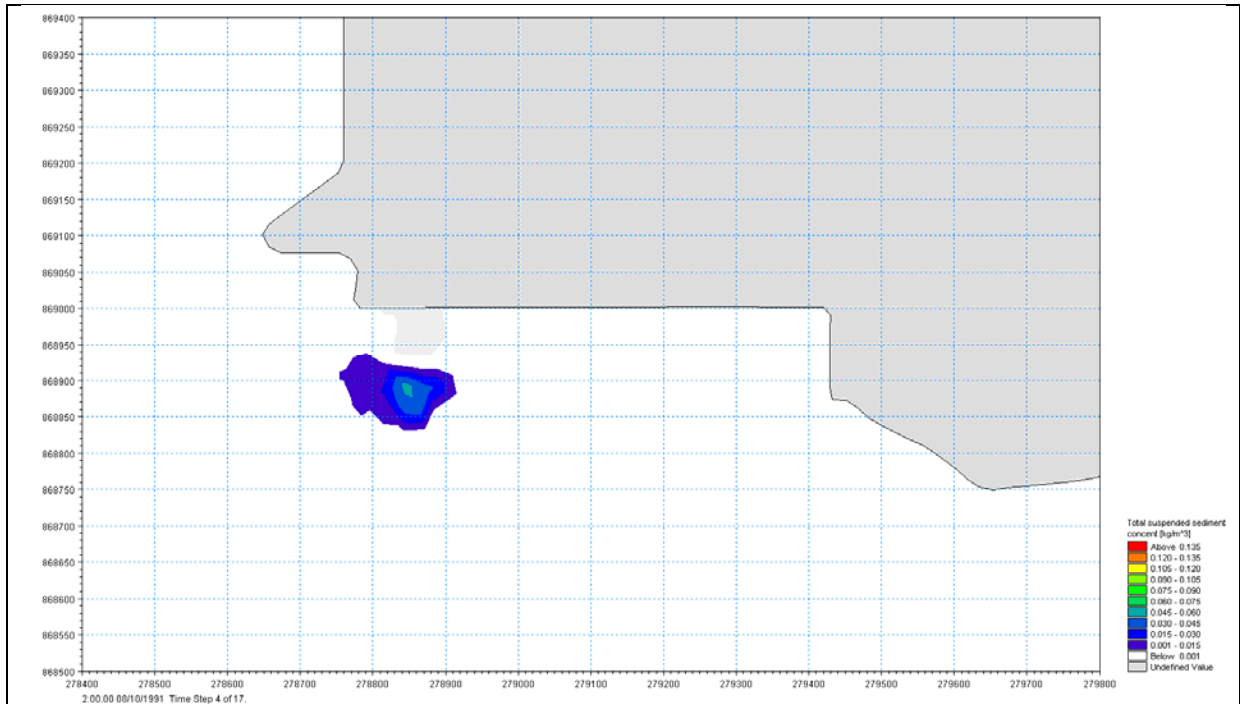 869400
869350
869300
869250
869200
869150
869100
869050
869000
868950
868900
868850
868800
868750
868700
868650
868600
868550
868500
278400 278500 278600 278700 278800 278900 279000 279100 279200 279300 279400 279500 279600 279700 279800
2:00:00 08/10/1991 Time Step 4 of 17.
Total suspended sediment
concent [kg/m^3]
Above 0.135
0.120 - 0.135
0.105 - 0.120
0.090 - 0.105
0.075 - 0.090
0.060 - 0.075
0.045 - 0.060
0.030 - 0.045
0.015 - 0.030
0.001 - 0.015
Below 0.001
Undefined Value